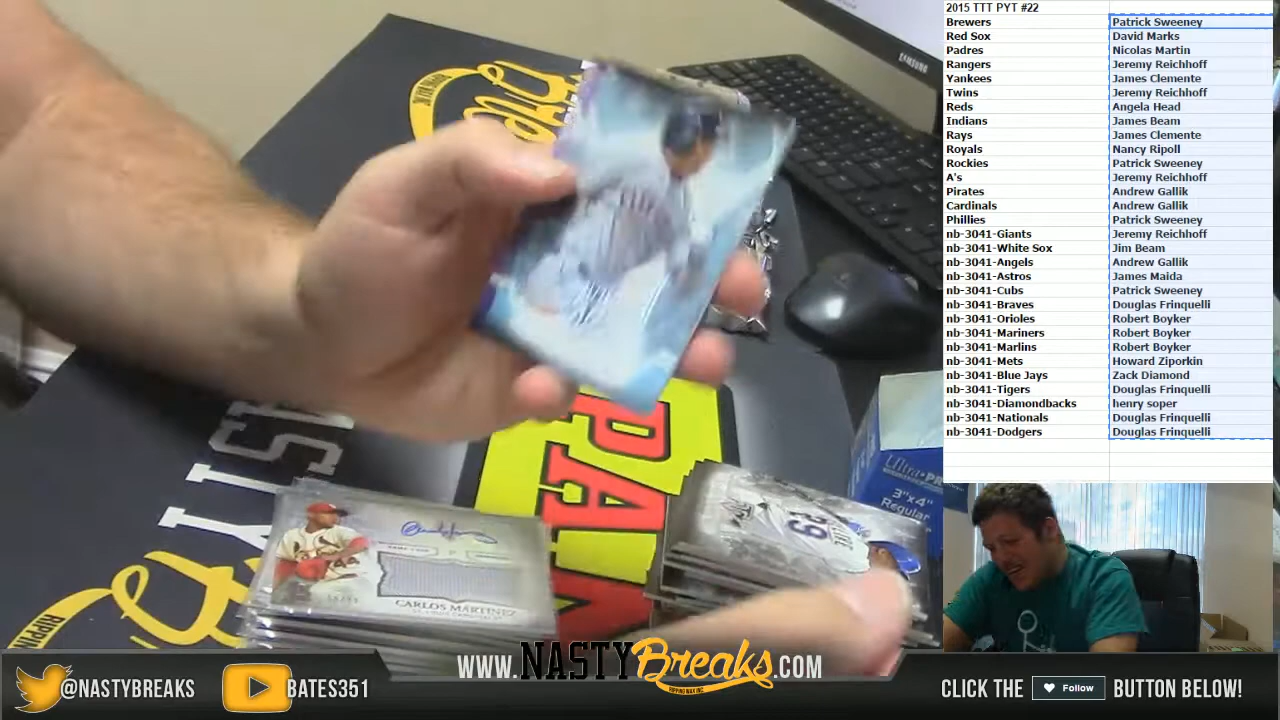 2015 TTT PYT #22
Brewers Patrick Sweeney
Red Sox David Marks
Padres Nicolas Martin
Rangers Jeremy Reichhoff
Yankees James Clemente
Twins Jeremy Reichhoff
Reds Angela Head
Indians James Beam
Rays James Clemente
Royals Nancy Ripoll
Rockies Patrick Sweeney
A's Jeremy Reichhoff
Pirates Andrew Gallik
Cardinals Andrew Gallik
Phillies Patrick Sweeney
nb-3041-Giants Jeremy Reichhoff
nb-3041-White Sox Jim Beam
nb-3041-Angels Andrew Gallik
nb-3041-Astros James Maida
nb-3041-Cubs Patrick Sweeney
nb-3041-Braves Douglas Frinquelli
nb-3041-Orioles Robert Boyker
nb-3041-Mariners Robert Boyker
nb-3041-Marlins Robert Boyker
nb-3041-Mets Howard Ziporkin
nb-3041-Blue Jays Zack Diamond
nb-3041-Tigers Douglas Frinquelli
nb-3041-Diamondbacks henry soper
nb-3041-Nationals Douglas Frinquelli
nb-3041-Dodgers Douglas Frinquelli
SAMSUNG
Ultra-PR
3"x4"
Regular
29
CARLOS MARTINEZ
WWW.NASTYBreaks.COM
RIPPING WAX INC
@NASTYBREAKS
BATES351
CLICK THE Follow BUTTON BELOW!